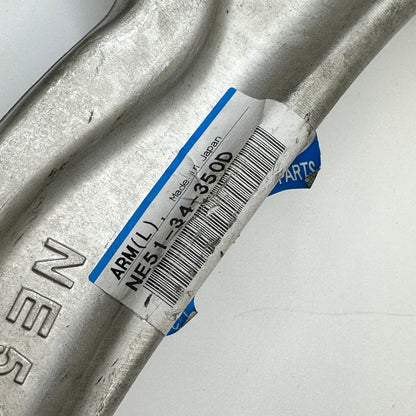 Made in Japan
ARM(L),
NE51-34-350D
PARTS
NE5